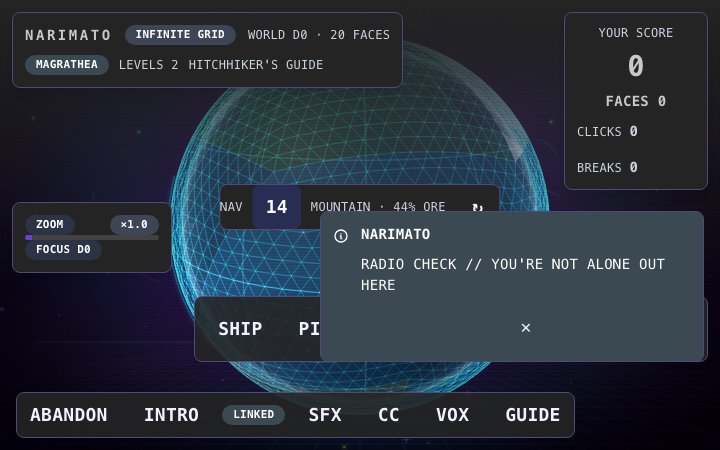 NARIMATO INFINITE GRID WORLD D0 · 20 FACES
MAGRATHEA LEVELS 2 HITCHHIKER'S GUIDE
YOUR SCORE
0
FACES 0
CLICKS 0
BREAKS 0
ZOOM ×1.0
FOCUS D0
NAV 14 MOUNTAIN · 44% ORE ↻
NARIMATO
RADIO CHECK // YOU'RE NOT ALONE OUT
HERE
×
SHIP
ABANDON INTRO LINKED SFX CC VOX GUIDE